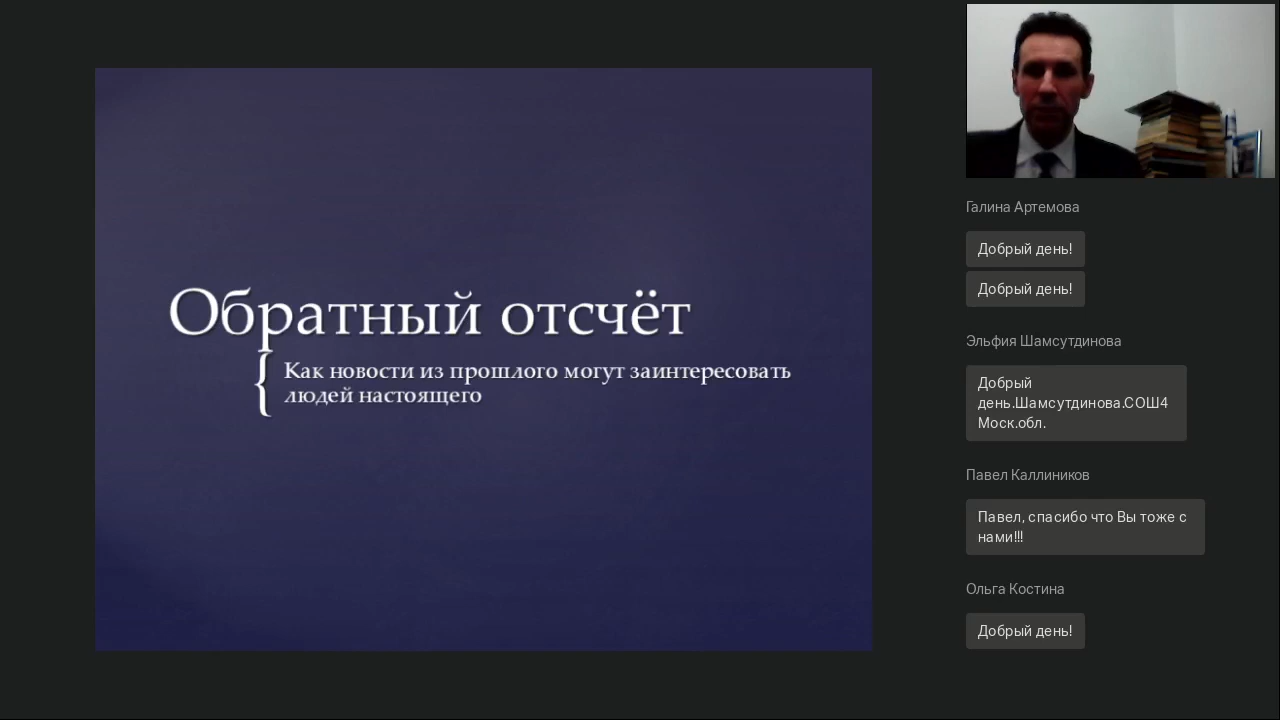 Обратный отсчёт
{ Как новости из прошлого могут заинтересовать
людей настоящего
Галина Артемова
Добрый день!
Добрый день!
Эльфия Шамсутдинова
Добрый
день.Шамсутдинова.СОШ4
Моск.обл.
Павел Каллиников
Павел, спасибо что Вы тоже с
нами!!!
Ольга Костина
Добрый день!